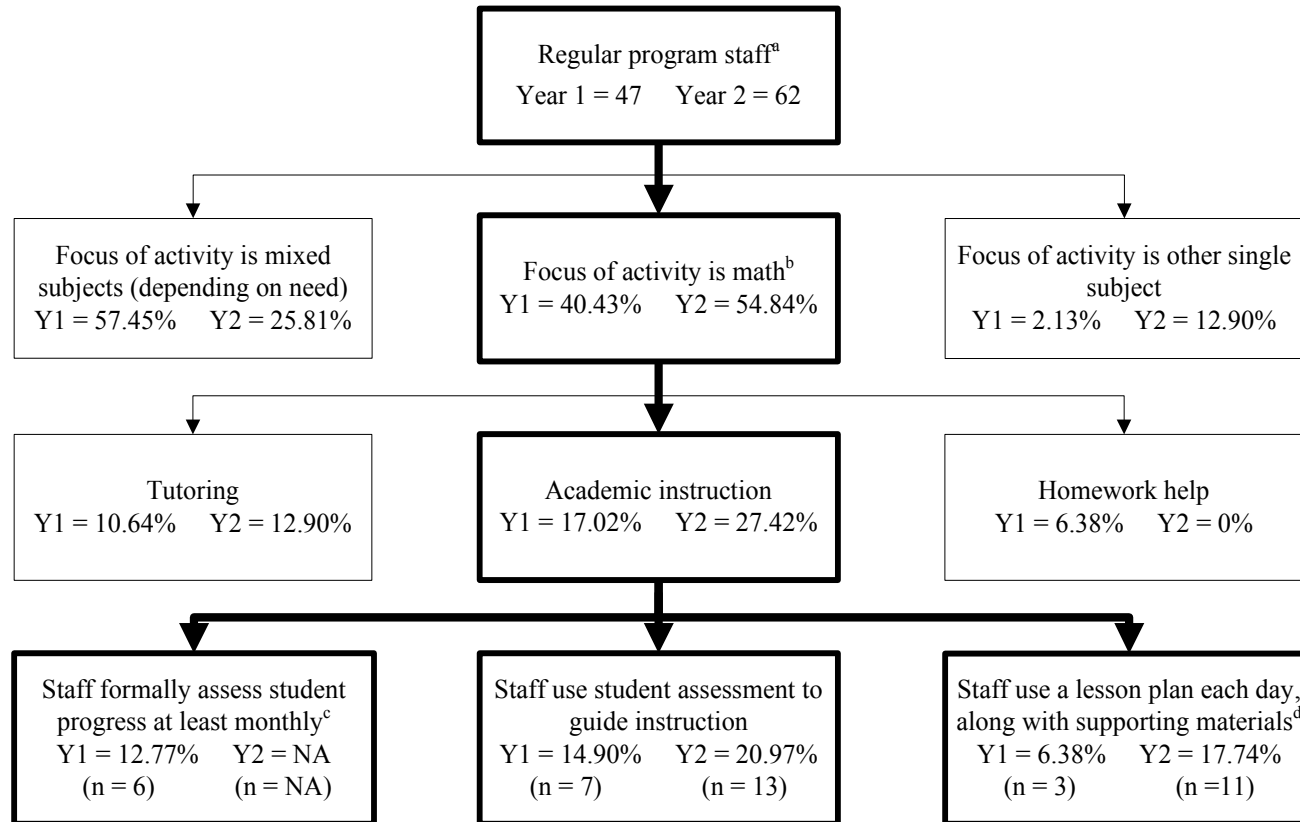 Regular program staffᵃ
Year 1 = 47 Year 2 = 62
Focus of activity is mixed
subjects (depending on need)
Y1 = 57.45% Y2 = 25.81%
Focus of activity is mathᵇ
Y1 = 40.43% Y2 = 54.84%
Focus of activity is other single
subject
Y1 = 2.13% Y2 = 12.90%
Tutoring
Y1 = 10.64% Y2 = 12.90%
Academic instruction
Y1 = 17.02% Y2 = 27.42%
Homework help
Y1 = 6.38% Y2 = 0%
Staff formally assess student
progress at least monthlyᶜ
Y1 = 12.77% Y2 = NA
(n = 6) (n = NA)
Staff use student assessment to
guide instruction
Y1 = 14.90% Y2 = 20.97%
(n = 7) (n = 13)
Staff use a lesson plan each day,
along with supporting materialsᵈ
Y1 = 6.38% Y2 = 17.74%
(n = 3) (n =11)